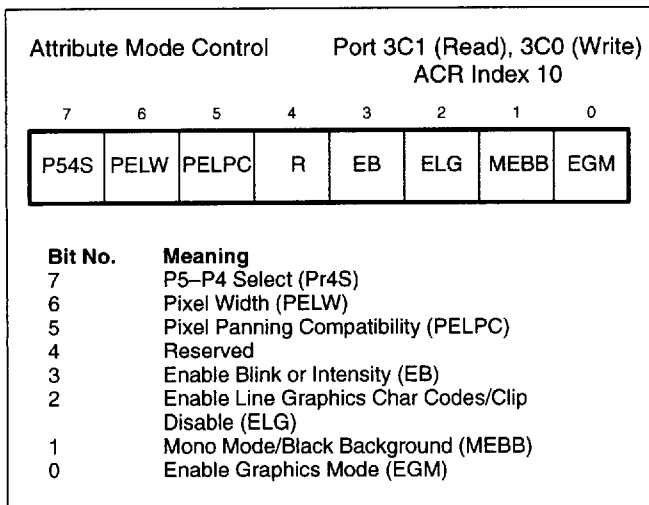 Attribute Mode Control Port 3C1 (Read), 3C0 (Write)
ACR Index 10
7 6 5 4 3 2 1 0
P54S PELW PELPC R EB ELG MEBB EGM
Bit No. Meaning
7 P5–P4 Select (Pr4S)
6 Pixel Width (PELW)
5 Pixel Panning Compatibility (PELPC)
4 Reserved
3 Enable Blink or Intensity (EB)
2 Enable Line Graphics Char Codes/Clip
Disable (ELG)
1 Mono Mode/Black Background (MEBB)
0 Enable Graphics Mode (EGM)